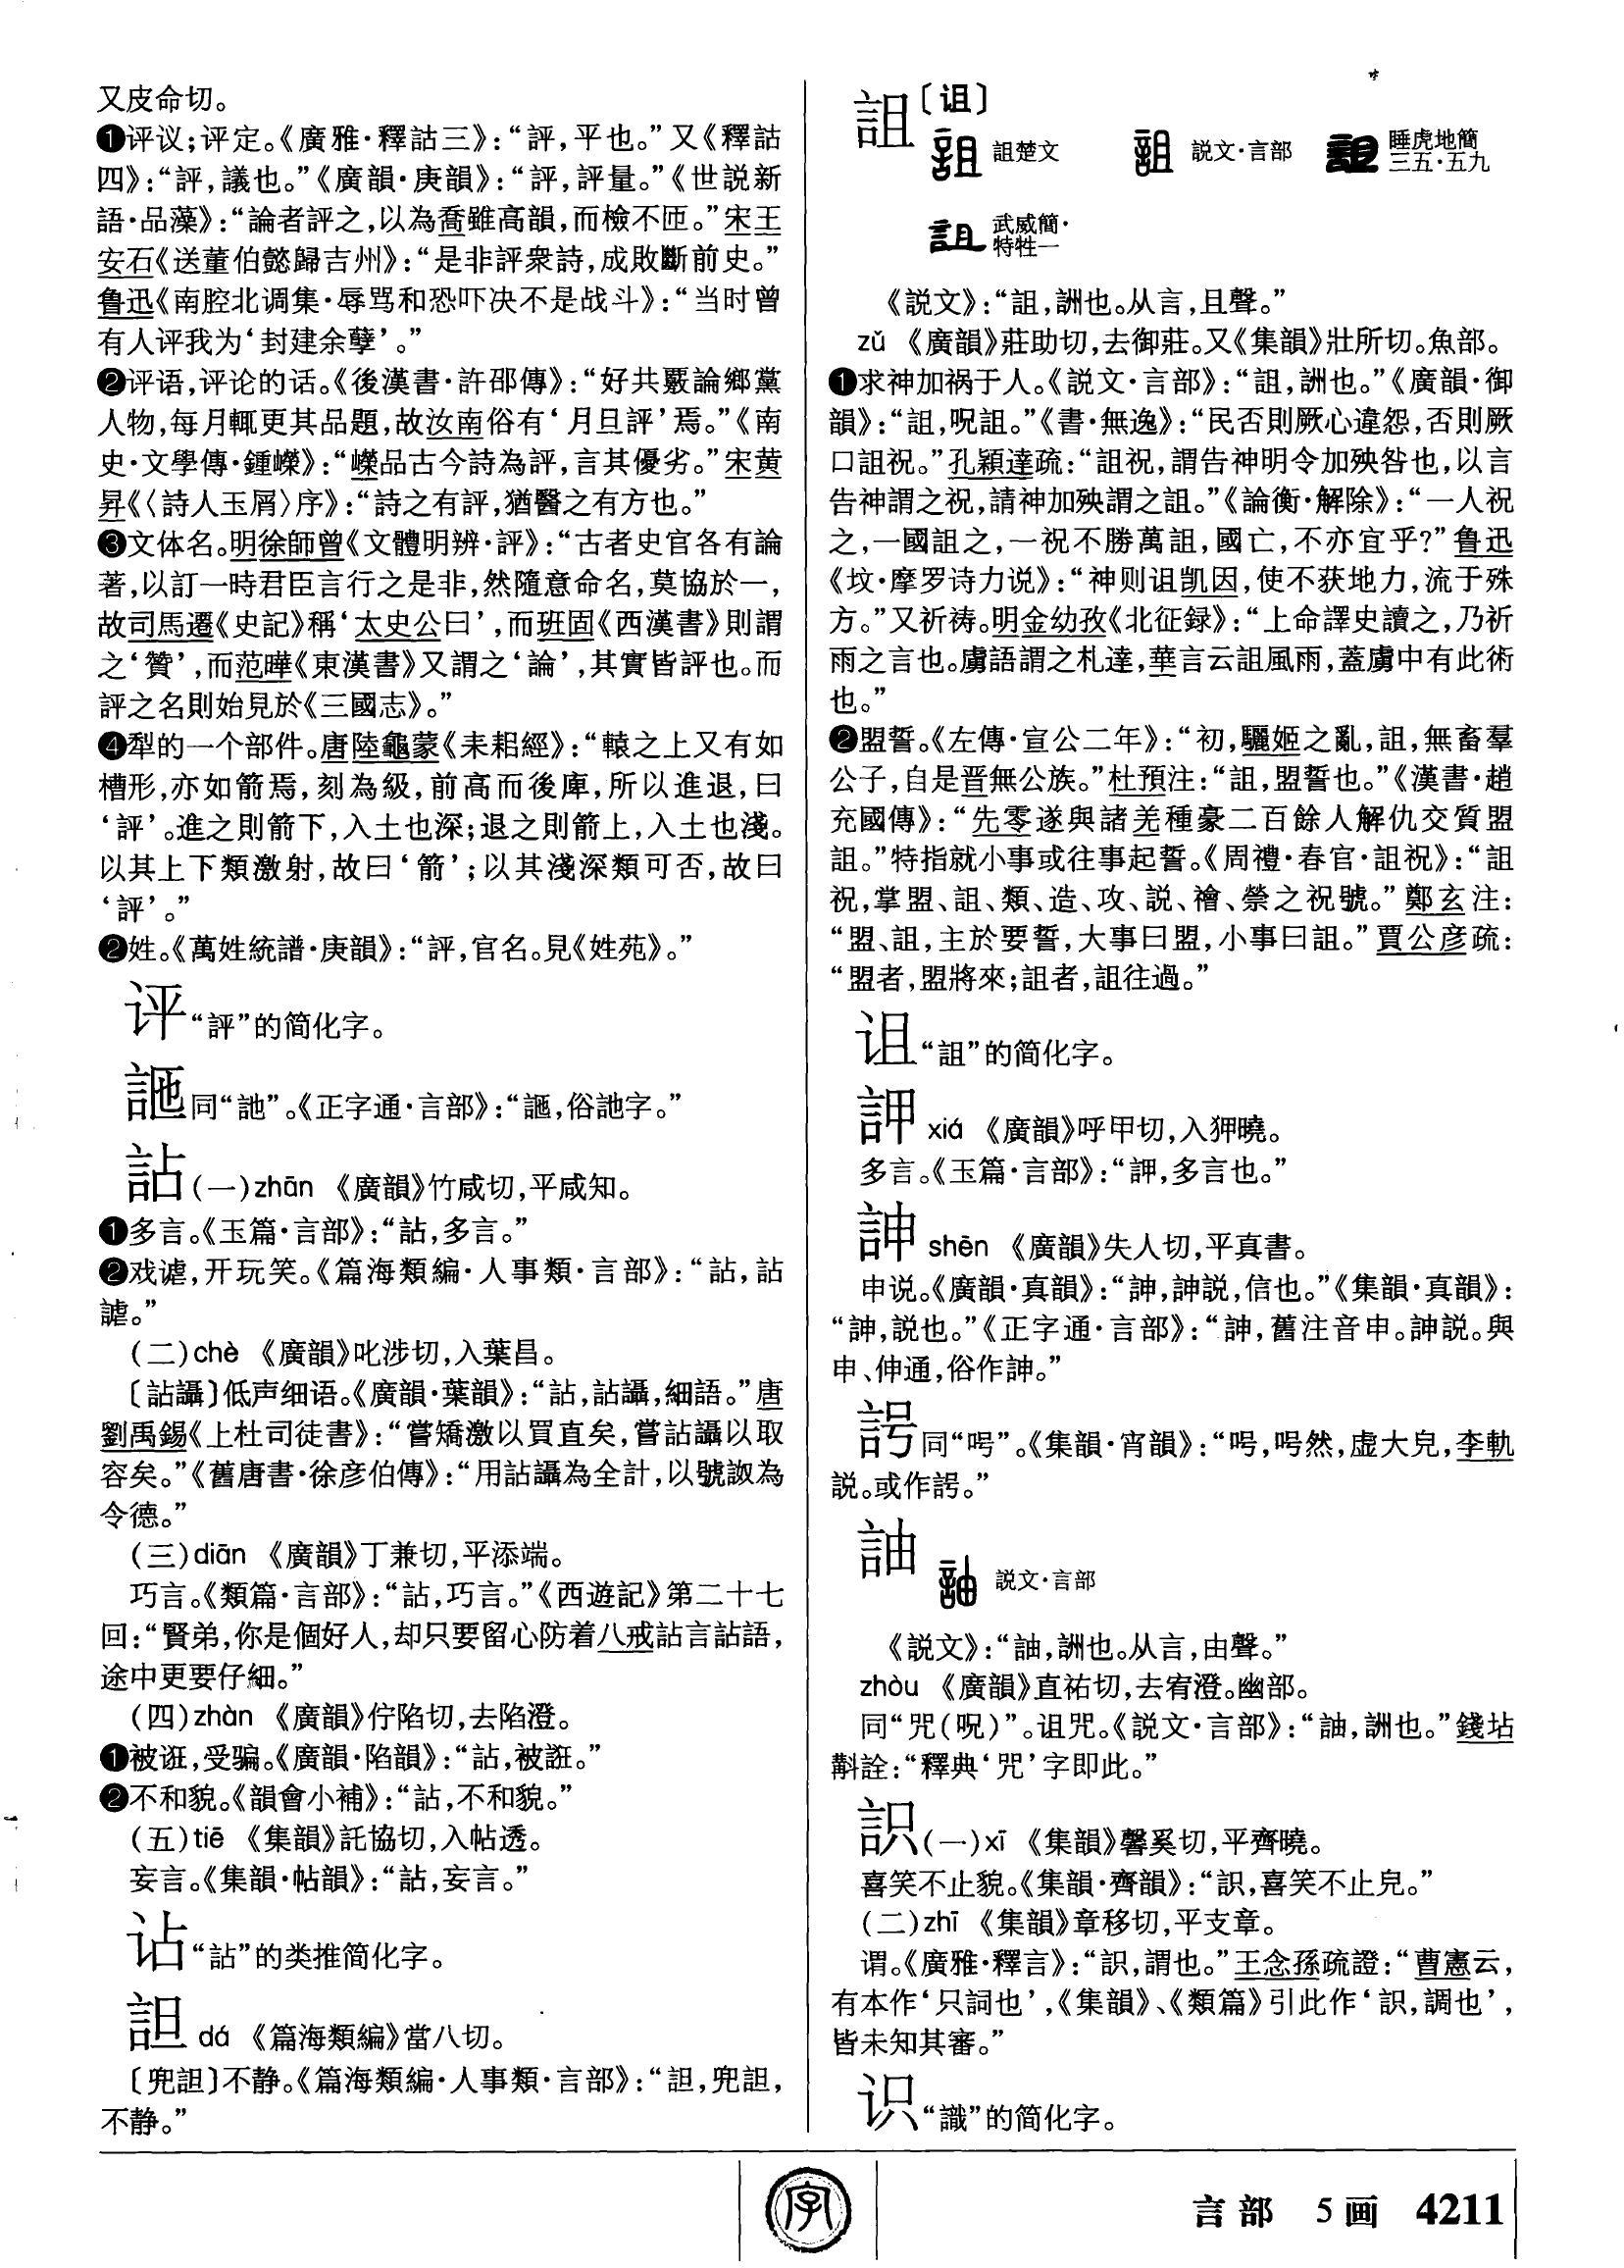 又皮命切。
❶评议;评定。《廣雅·釋詁三》:“評,平也。”又《釋詁
四》:“評,議也。”《廣韻·庚韻》:“評,評量。”《世説新
語·品藻》:“論者評之,以為喬雖高韻,而檢不匝。”宋王
安石《送董伯懿歸吉州》:“是非評衆詩,成敗斷前史。”
鲁迅《南腔北调集·辱骂和恐吓决不是战斗》:“当时曾
有人评我为‘封建余孽’。”
❷评语,评论的话。《後漢書·許邵傳》:“好共覈論鄉黨
人物,每月輒更其品題,故汝南俗有‘月旦評’焉。”《南
史·文學傳·鍾嶸》:“嶸品古今詩為評,言其優劣。”宋黄
昇《〈詩人玉屑〉序》:“詩之有評,猶醫之有方也。”
❸文体名。明徐師曾《文體明辨·評》:“古者史官各有論
著,以訂一時君臣言行之是非,然隨意命名,莫協於一,
故司馬遷《史記》稱‘太史公曰’,而班固《西漢書》則謂
之‘贊’,而范曄《東漢書》又謂之‘論’,其實皆評也。而
評之名則始見於《三國志》。”
❹犁的一个部件。唐陸龜蒙《耒耜經》:“轅之上又有如
槽形,亦如箭焉,刻為級,前高而後庳,所以進退,曰
‘評’。進之則箭下,入土也深;退之則箭上,入土也淺。
以其上下類激射,故曰‘箭’;以其淺深類可否,故曰
‘評’。”
❷姓。《萬姓統譜·庚韻》:“評,官名。見《姓苑》。”
评“評”的简化字。
䛄同“訑”。《正字通·言部》:“䛄,俗訑字。”
詀(一)zhān 《廣韻》竹咸切,平咸知。
❶多言。《玉篇·言部》:“詀,多言。”
❷戏谑,开玩笑。《篇海類編·人事類·言部》:“詀,詀
謔。”
(二)chè 《廣韻》叱涉切,入葉昌。
〔詀讘〕低声细语。《廣韻·葉韻》:“詀,詀讘,細語。”唐
劉禹錫《上杜司徒書》:“嘗矯激以買直矣,嘗詀讘以取
容矣。”《舊唐書·徐彦伯傳》:“用詀讘為全計,以號訆為
令德。”
(三)diān 《廣韻》丁兼切,平添端。
巧言。《類篇·言部》:“詀,巧言。”《西遊記》第二十七
回:“賢弟,你是個好人,却只要留心防着八戒詀言詀語,
途中更要仔細。”
(四)zhàn 《廣韻》佇陷切,去陷澄。
❶被诳,受骗。《廣韻·陷韻》:“詀,被誑。”
❷不和貌。《韻會小補》:“詀,不和貌。”
(五)tiē 《集韻》託協切,入帖透。
妄言。《集韻·帖韻》:“詀,妄言。”
𫍙“詀”的类推简化字。
詚 dá 《篇海類編》當八切。
〔兜詚〕不静。《篇海類編·人事類·言部》:“詚,兜詚,
不静。”
詛〔诅〕
詛 詛楚文 詛 説文·言部 詛 睡虎地簡三五·五九
詛 武威簡·特牲一
《説文》:“詛,詶也。从言,且聲。”
zǔ 《廣韻》莊助切,去御莊。又《集韻》壯所切。魚部。
❶求神加祸于人。《説文·言部》:“詛,詶也。”《廣韻·御
韻》:“詛,呪詛。”《書·無逸》:“民否則厥心違怨,否則厥
口詛祝。”孔穎達疏:“詛祝,謂告神明令加殃咎也,以言
告神謂之祝,請神加殃謂之詛。”《論衡·解除》:“一人祝
之,一國詛之,一祝不勝萬詛,國亡,不亦宜乎?”鲁迅
《坟·摩罗诗力说》:“神则诅凯因,使不获地力,流于殊
方。”又祈祷。明金幼孜《北征録》:“上命譯史讀之,乃祈
雨之言也。虜語謂之札達,華言云詛風雨,蓋虜中有此術
也。”
❷盟誓。《左傳·宣公二年》:“初,驪姬之亂,詛,無畜羣
公子,自是晋無公族。”杜預注:“詛,盟誓也。”《漢書·趙
充國傳》:“先零遂與諸羌種豪二百餘人解仇交質盟
詛。”特指就小事或往事起誓。《周禮·春官·詛祝》:“詛
祝,掌盟、詛、類、造、攻、説、禬、禜之祝號。”鄭玄注:
“盟、詛,主於要誓,大事曰盟,小事曰詛。”賈公彦疏:
“盟者,盟將來;詛者,詛往過。”
诅“詛”的简化字。
𧦢 xiá 《廣韻》呼甲切,入狎曉。
多言。《玉篇·言部》:“𧦢,多言也。”
訷 shēn 《廣韻》失人切,平真書。
申说。《廣韻·真韻》:“訷,訷説,信也。”《集韻·真韻》:
“訷,説也。”《正字通·言部》:“訷,舊注音申。訷説。與
申、伸通,俗作訷。”
䛅同“呺”。《集韻·宵韻》:“呺,呺然,虚大皃,李軌
説。或作䛅。”
䛆 䛆 説文·言部
《説文》:“䛆,詶也。从言,由聲。”
zhòu 《廣韻》直祐切,去宥澄。幽部。
同“咒(呪)”。诅咒。《説文·言部》:“䛆,詶也。”錢坫
斠詮:“釋典‘咒’字即此。”
䛊(一)xī 《集韻》馨奚切,平齊曉。
喜笑不止貌。《集韻·齊韻》:“䛊,喜笑不止皃。”
(二)zhī 《集韻》章移切,平支章。
谓。《廣雅·釋言》:“䛊,謂也。”王念孫疏證:“曹憲云,
有本作‘只詞也’,《集韻》、《類篇》引此作‘䛊,調也’,
皆未知其審。”
识“識”的简化字。
字
言部 5画 4211